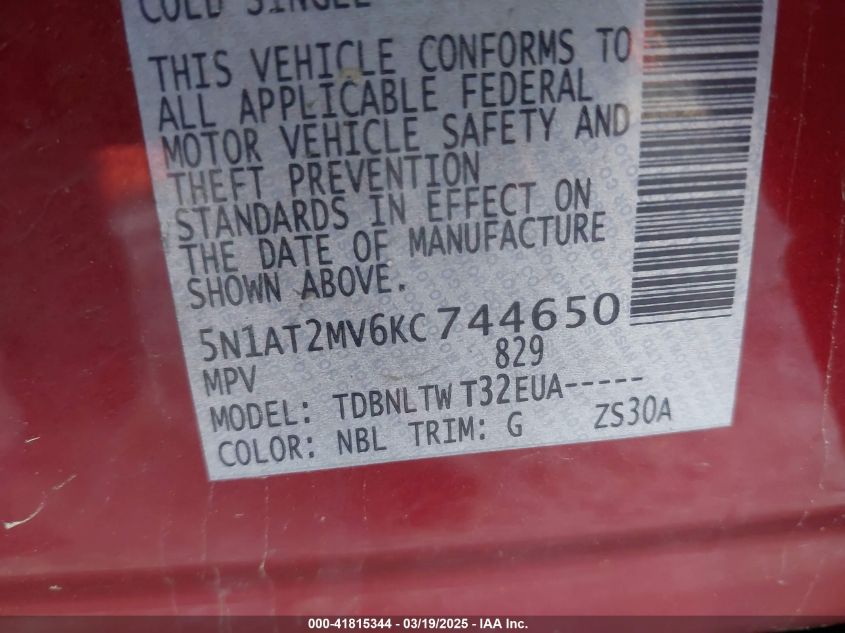 COLD SINGLE
THIS VEHICLE CONFORMS TO
ALL APPLICABLE FEDERAL
MOTOR VEHICLE SAFETY AND
THEFT PREVENTION
STANDARDS IN EFFECT ON
THE DATE OF MANUFACTURE
SHOWN ABOVE.
5N1AT2MV6KC744650
829
MPV
MODEL: TDBNLTW T32EUA-----
COLOR: NBL TRIM: G ZS30A
000-41815344 - 03/19/2025 - IAA Inc.